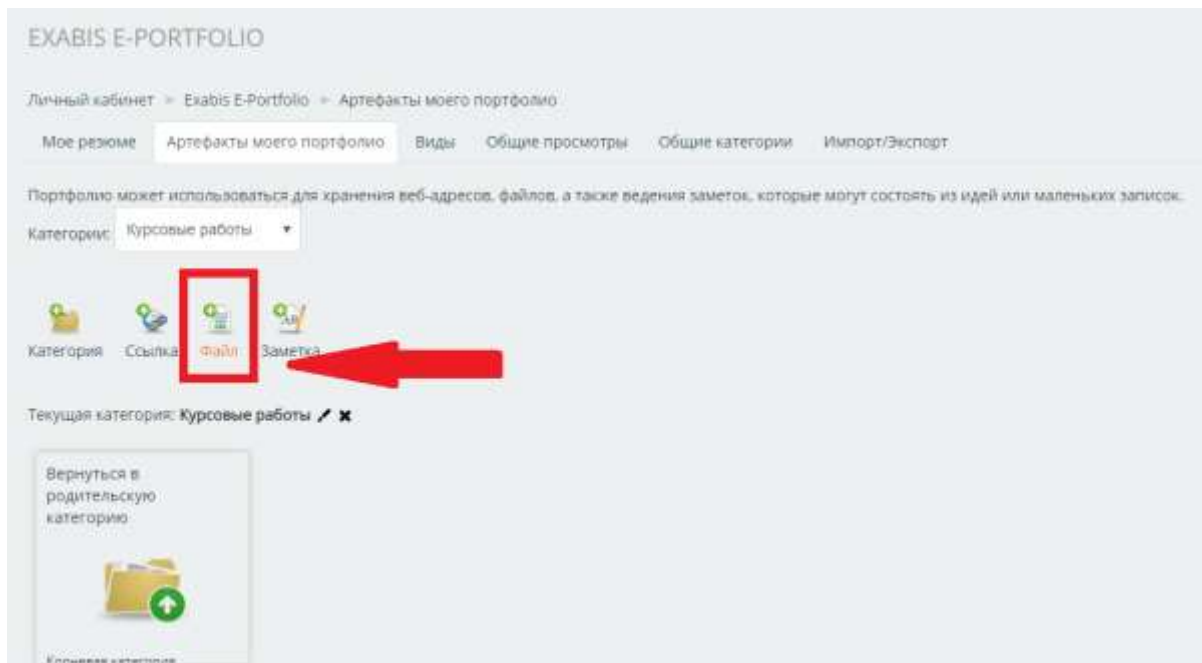 EXABIS E-PORTFOLIO
Личный кабинет ► Exabis E-Portfolio ► Артефакты моего портфолио
Мое резюме Артефакты моего портфолио Виды Общие просмотры Общие категории Импорт/Экспорт
Портфолио может использоваться для хранения веб-адресов, файлов, а также ведения заметок, которые могут состоять из идей или маленьких записок.
Категории: Курсовые работы
Категория Ссылка Файл Заметка
Текущая категория: Курсовые работы
Вернуться в
родительскую
категорию
Корневая категория